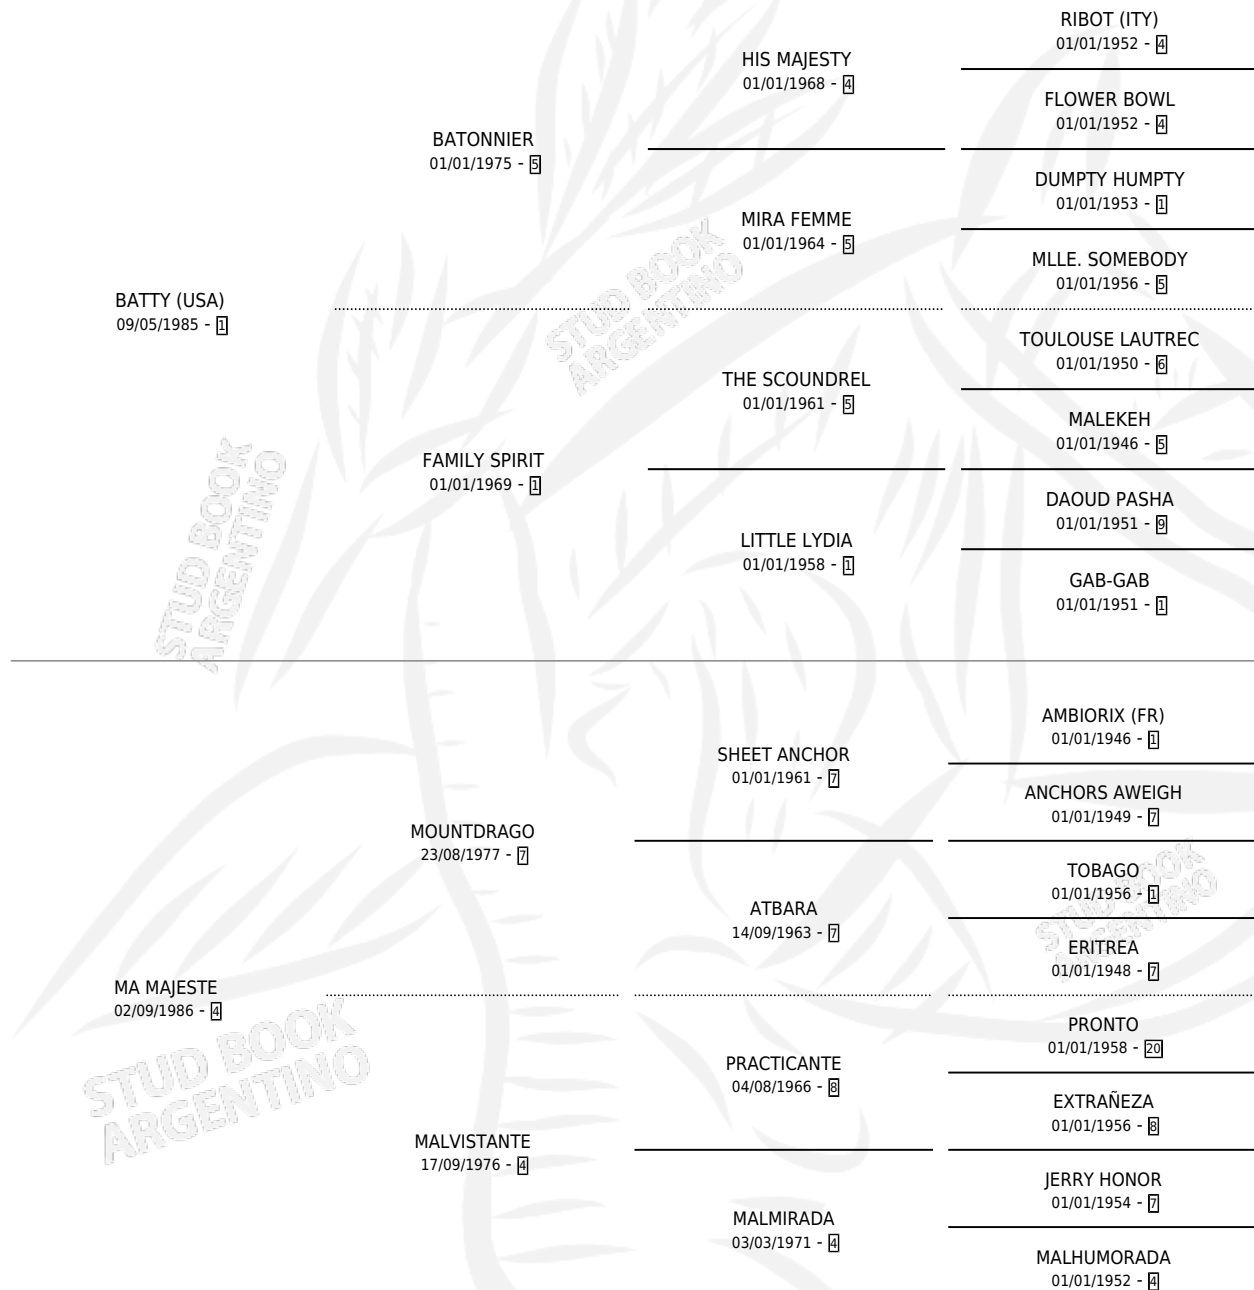 RIBOT (ITY)
01/01/1952 - 4
HIS MAJESTY
01/01/1968 - 4
FLOWER BOWL
01/01/1952 - 4
BATONNIER
01/01/1975 - 5
DUMPTY HUMPTY
01/01/1953 - 1
MIRA FEMME
01/01/1964 - 5
MLLE. SOMEBODY
01/01/1956 - 5
BATTY (USA)
09/05/1985 - 1
TOULOUSE LAUTREC
01/01/1950 - 6
THE SCOUNDREL
01/01/1961 - 5
MALEKEH
01/01/1946 - 5
FAMILY SPIRIT
01/01/1969 - 1
DAOUD PASHA
01/01/1951 - 9
LITTLE LYDIA
01/01/1958 - 1
GAB-GAB
01/01/1951 - 1
AMBIORIX (FR)
01/01/1946 - 1
SHEET ANCHOR
01/01/1961 - 7
ANCHORS AWEIGH
01/01/1949 - 7
MOUNTDRAGO
23/08/1977 - 7
TOBAGO
01/01/1956 - 1
ATBARA
14/09/1963 - 7
ERITREA
01/01/1948 - 7
MA MAJESTE
02/09/1986 - 4
PRONTO
01/01/1958 - 20
PRACTICANTE
04/08/1966 - 8
EXTRAÑEZA
01/01/1956 - 8
MALVISTANTE
17/09/1976 - 4
JERRY HONOR
01/01/1954 - 7
MALMIRADA
03/03/1971 - 4
MALHUMORADA
01/01/1952 - 4
STUD BOOK
ARGENTINO
STUD BOOK
ARGENTINO
STUD BOOK
ARGENTINO
STUD BOOK
ARGENTINO